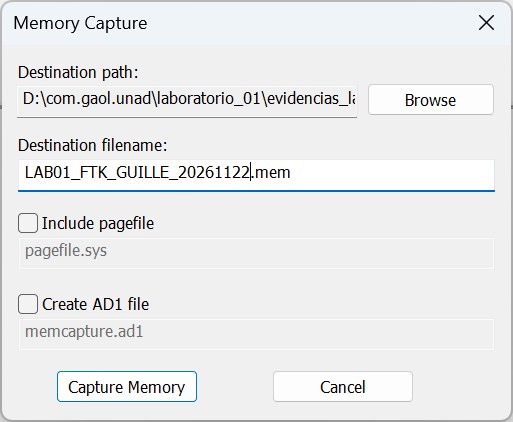 Memory Capture
Destination path:
D:\com.gaol.unad\laboratorio_01\evidencias_la
Browse
Destination filename:
LAB01_FTK_GUILLE_20261122.mem
Include pagefile
pagefile.sys
Create AD1 file
memcapture.ad1
Capture Memory
Cancel